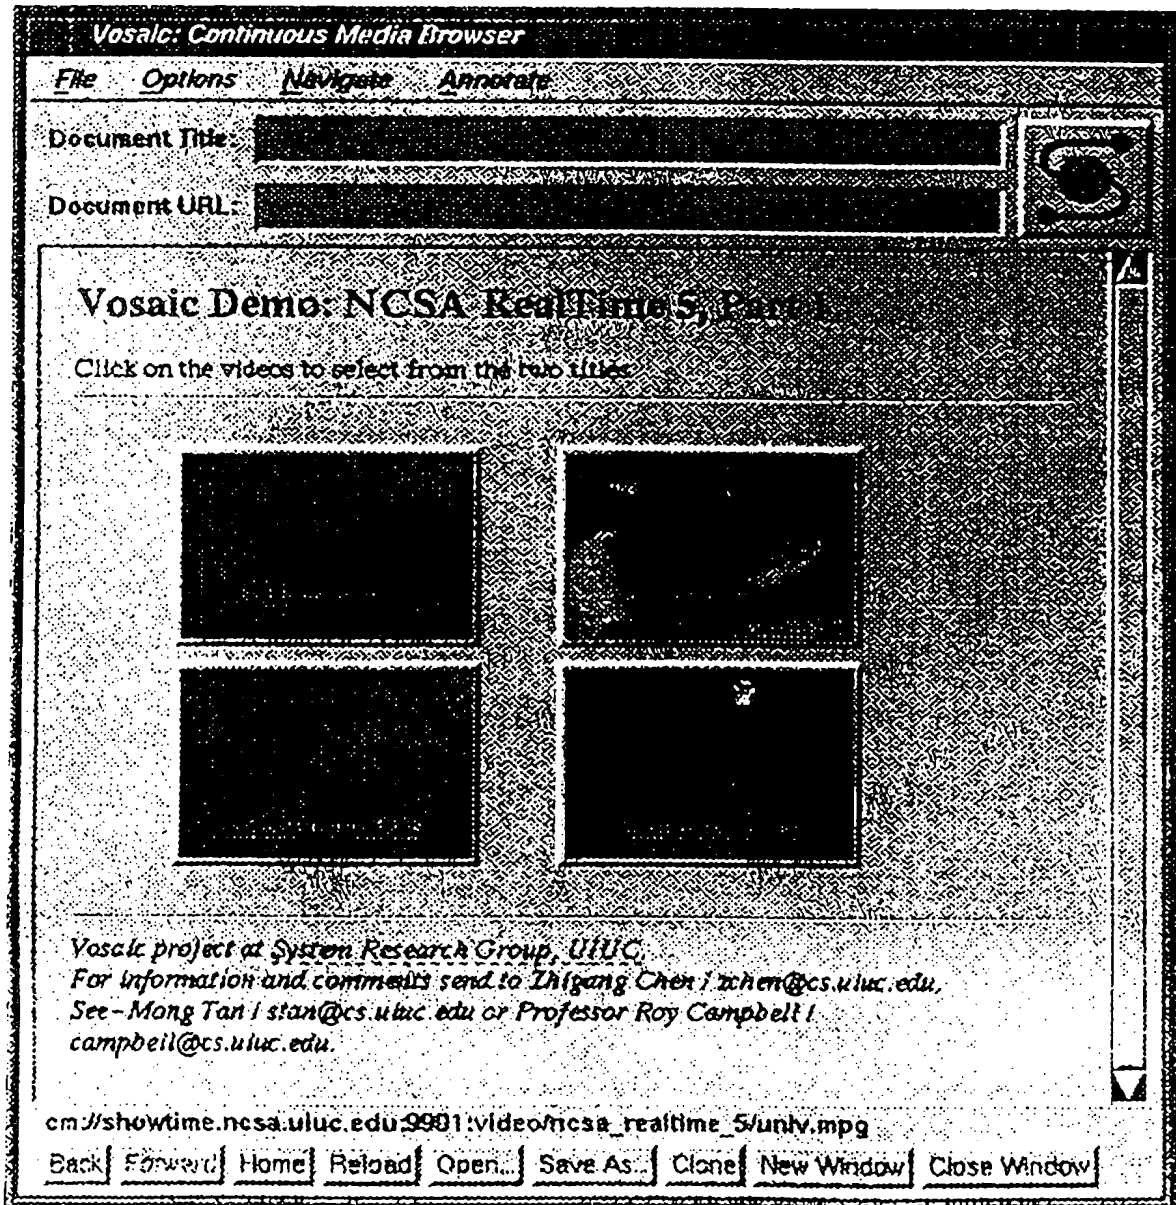 Vosaic: Continuous Media Browser
File Options Navigate Annotate
Document Title:
Document URL:
Vosaic Demo: NCSA RealTime 5, Part 1
Click on the videos to select from the two titles
Vosaic project at System Research Group, UIUC.
For information and comments send to Zhigang Chen / zchen@cs.uiuc.edu,
See-Mong Tan / stan@cs.uiuc.edu or Professor Roy Campbell /
campbell@cs.uiuc.edu.
cm://showtime.ncsa.uiuc.edu:9901:video/ncsa_realtime_5/univ.mpg
Back Forward Home Reload Open... Save As... Clone New Window Close Window